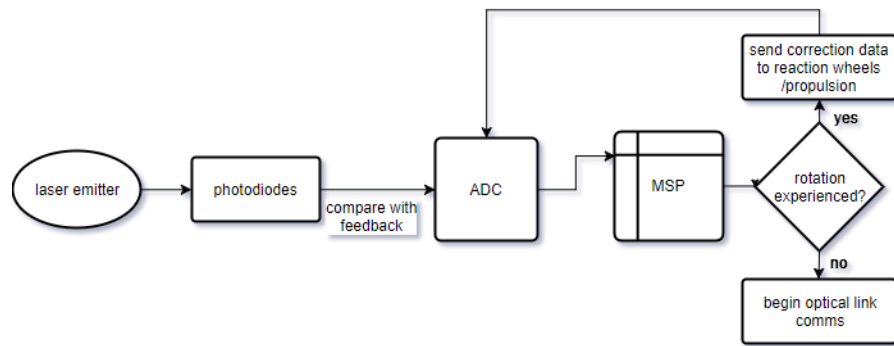 send correction data
to reaction wheels
/propulsion
yes
laser emitter
photodiodes
compare with
feedback
ADC
MSP
rotation
experienced?
no
begin optical link
comms